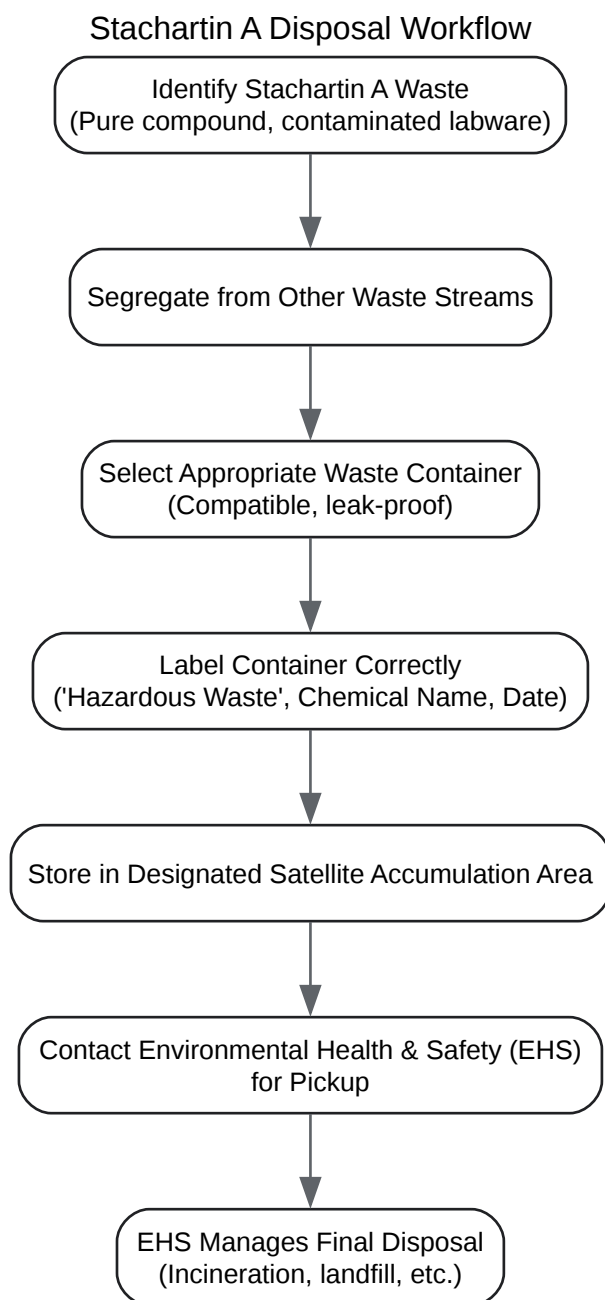 Stachartin A Disposal Workflow
Identify Stachartin A Waste
(Pure compound, contaminated labware)
Segregate from Other Waste Streams
Select Appropriate Waste Container
(Compatible, leak-proof)
Label Container Correctly
('Hazardous Waste', Chemical Name, Date)
Store in Designated Satellite Accumulation Area
Contact Environmental Health & Safety (EHS)
for Pickup
EHS Manages Final Disposal
(Incineration, landfill, etc.)